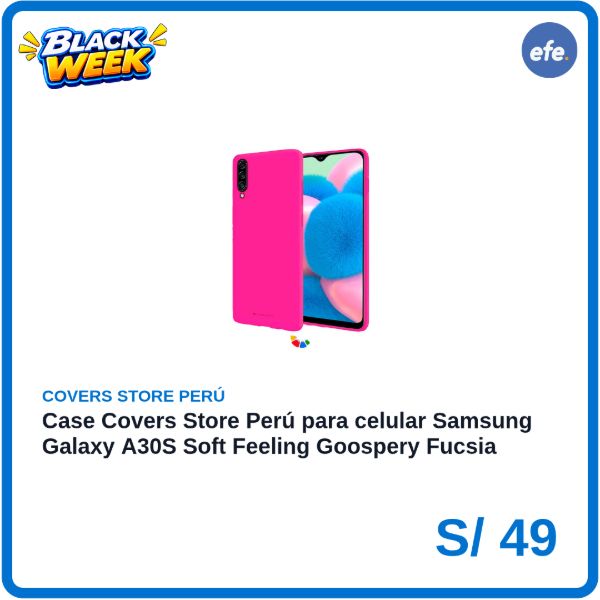 BLACK
WEEK
efe.
COVERS STORE PERÚ
Case Covers Store Perú para celular Samsung
Galaxy A30S Soft Feeling Goospery Fucsia
S/ 49